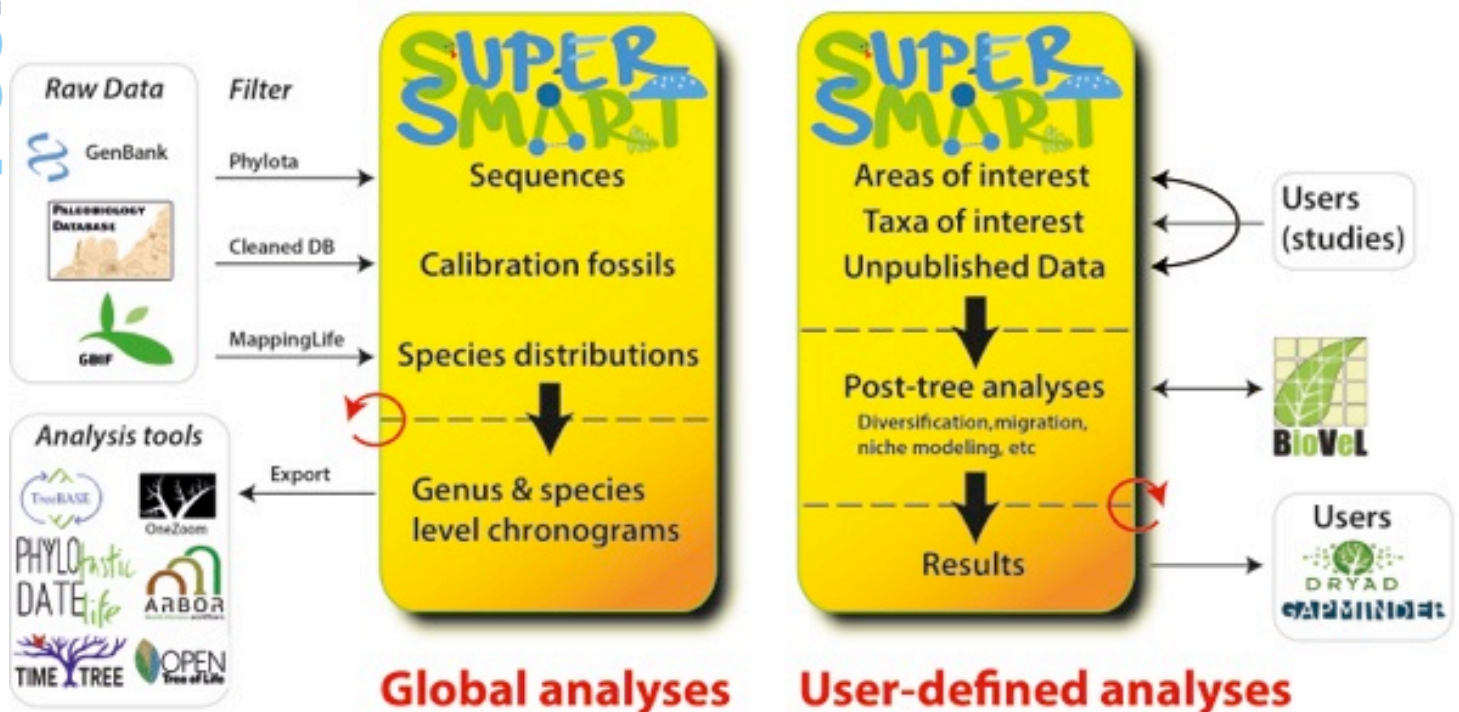 Raw Data
GenBank
PALEOBIOLOGY
DATABASE
GBIF
Filter
Phylota
Cleaned DB
MappingLife
SUPER
SMART
Sequences
Calibration fossils
Species distributions
Genus & species
level chronograms
Export
Analysis tools
TreeBASE
OneZoom
PHYLOtastic
DATElife
ARBOR
TIME TREE
OPEN
Tree of Life
Global analyses
SUPER
SMART
Areas of interest
Taxa of interest
Unpublished Data
Post-tree analyses
Diversification,migration,
niche modeling, etc
Results
Users
(studies)
BioVeL
Users
DRYAD
GAPMINDER
User-defined analyses